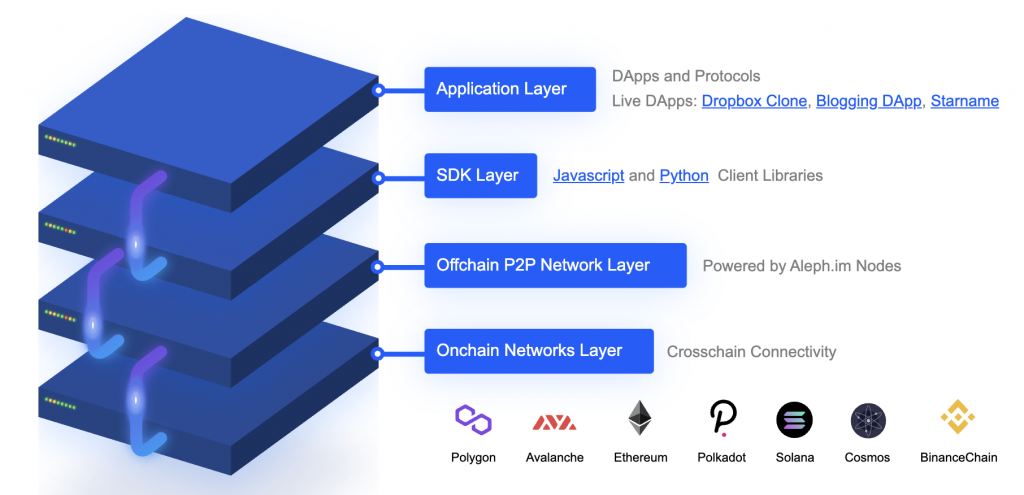 Application Layer
DApps and Protocols
Live DApps: Dropbox Clone, Blogging DApp, Starname
SDK Layer
Javascript and Python Client Libraries
Offchain P2P Network Layer
Powered by Aleph.im Nodes
Onchain Networks Layer
Crosschain Connectivity
Polygon
Avalanche
Ethereum
Polkadot
Solana
Cosmos
BinanceChain